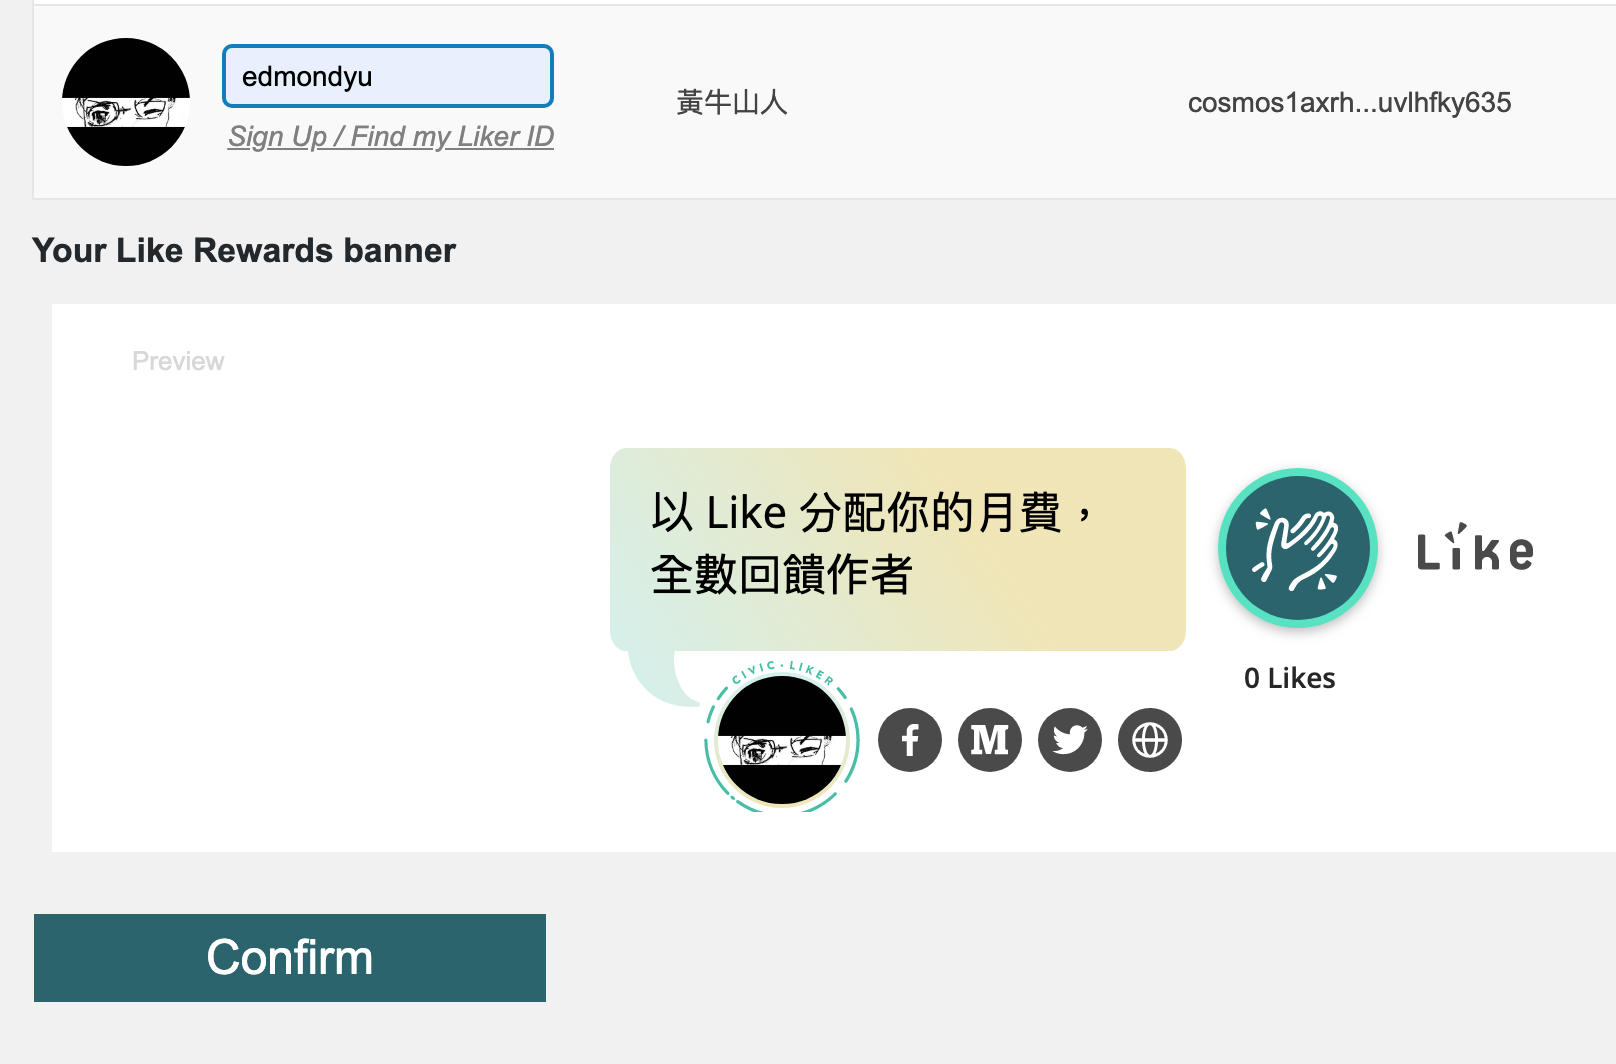 edmondyu
Sign Up / Find my Liker ID
黃牛山人
cosmos1axrh...uvlhfky635
Your Like Rewards banner
Preview
以 Like 分配你的月費，
全數回饋作者
Like
0 Likes
CIVIC · LIKER
Confirm